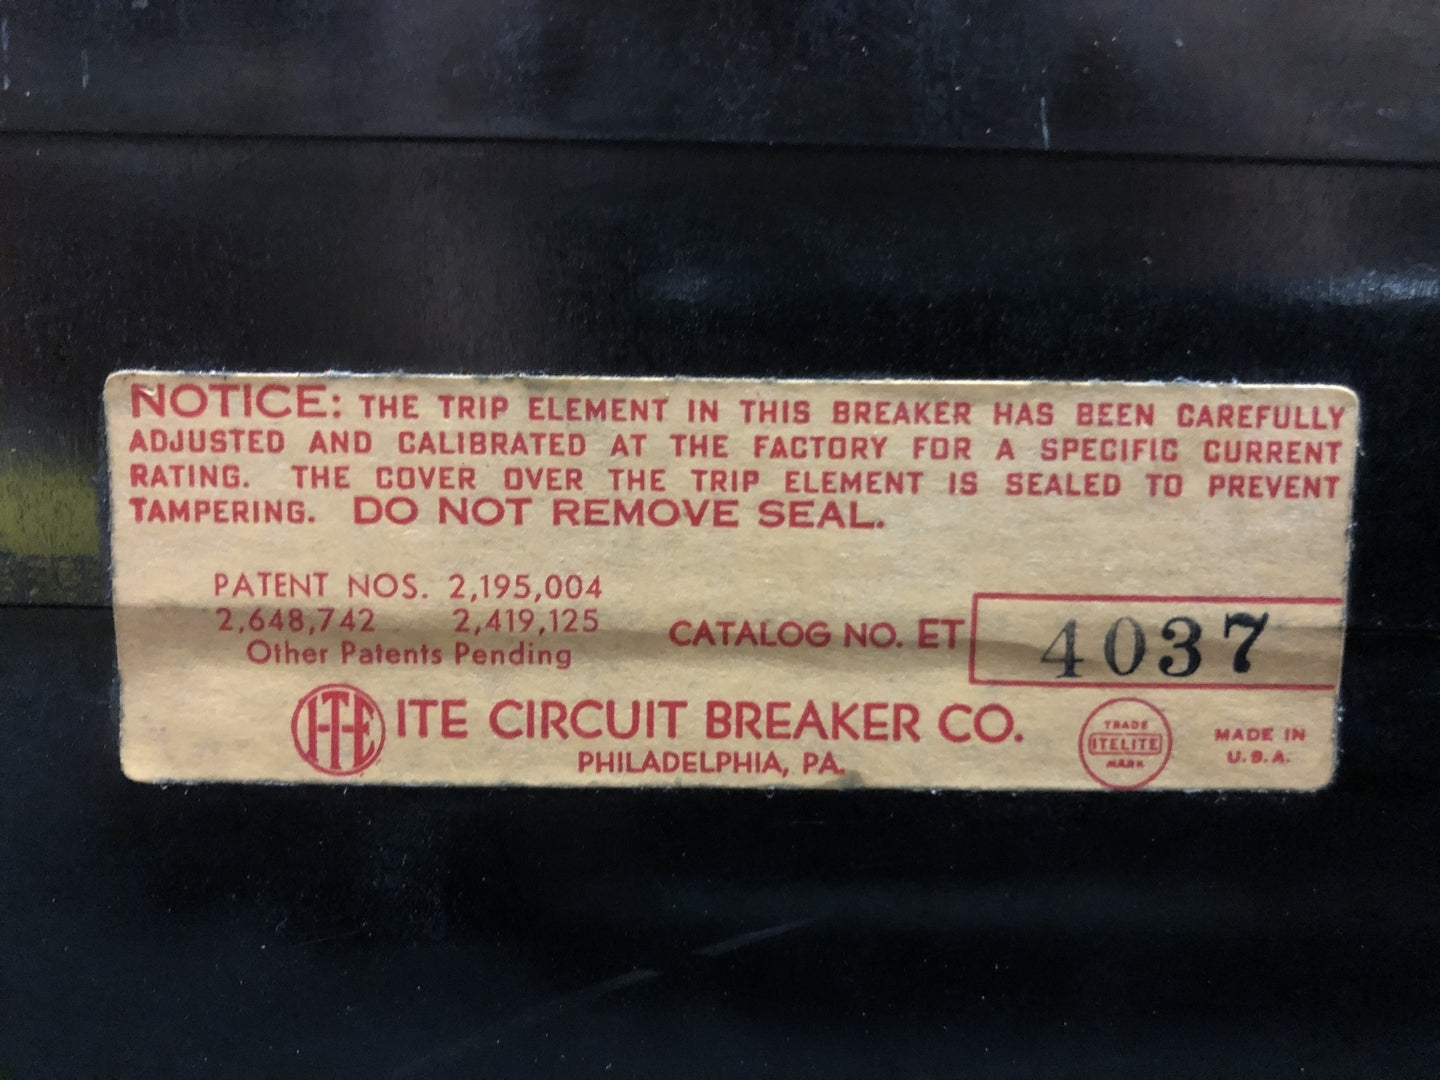 NOTICE: THE TRIP ELEMENT IN THIS BREAKER HAS BEEN CAREFULLY
ADJUSTED AND CALIBRATED AT THE FACTORY FOR A SPECIFIC CURRENT
RATING. THE COVER OVER THE TRIP ELEMENT IS SEALED TO PREVENT
TAMPERING. DO NOT REMOVE SEAL.
PATENT NOS. 2,195,004
2,648,742 2,419,125
Other Patents Pending
CATALOG NO. ET 4037
I-T-E
ITE CIRCUIT BREAKER CO.
PHILADELPHIA, PA.
TRADE
ITELITE
MARK
MADE IN
U.S.A.